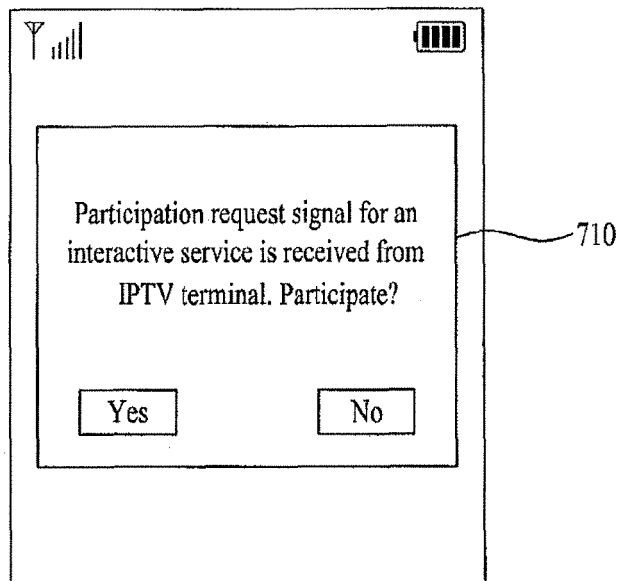 Participation request signal for an
interactive service is received from
IPTV terminal. Participate?
710
Yes No